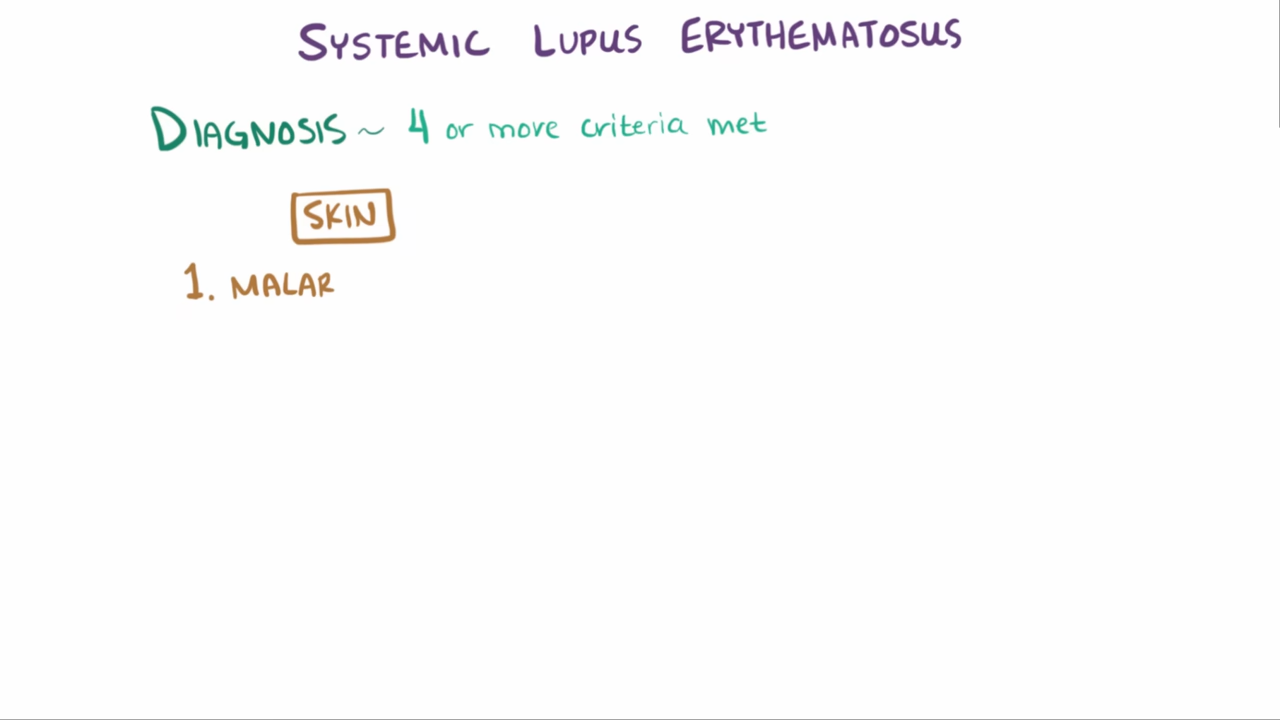 SYSTEMIC LUPUS ERYTHEMATOSUS
DIAGNOSIS ~ 4 or more criteria met
SKIN
1. MALAR